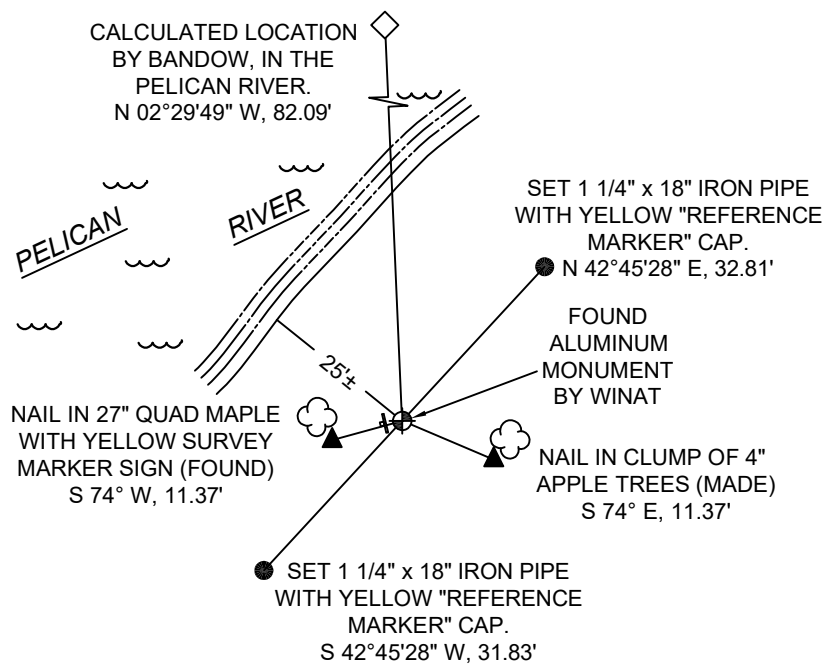 CALCULATED LOCATION
BY BANDOW, IN THE
PELICAN RIVER.
N 02°29'49" W, 82.09'
PELICAN
RIVER
SET 1 1/4" x 18" IRON PIPE
WITH YELLOW "REFERENCE
MARKER" CAP.
N 42°45'28" E, 32.81'
FOUND
ALUMINUM
MONUMENT
BY WINAT
25'±
NAIL IN 27" QUAD MAPLE
WITH YELLOW SURVEY
MARKER SIGN (FOUND)
S 74° W, 11.37'
NAIL IN CLUMP OF 4"
APPLE TREES (MADE)
S 74° E, 11.37'
SET 1 1/4" x 18" IRON PIPE
WITH YELLOW "REFERENCE
MARKER" CAP.
S 42°45'28" W, 31.83'